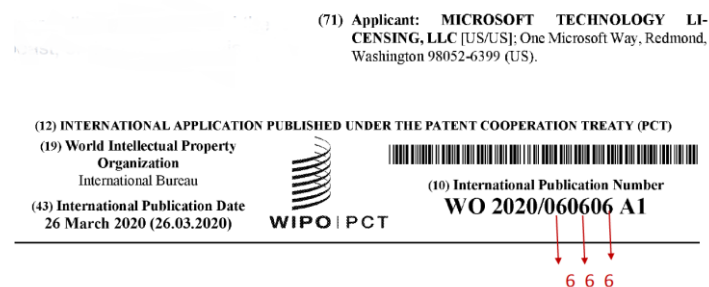 (71) Applicant: MICROSOFT TECHNOLOGY LI-
CENSING, LLC [US/US]; One Microsoft Way, Redmond,
Washington 98052-6399 (US).
(12) INTERNATIONAL APPLICATION PUBLISHED UNDER THE PATENT COOPERATION TREATY (PCT)
(19) World Intellectual Property
Organization
International Bureau
(43) International Publication Date
26 March 2020 (26.03.2020)
WIPO | PCT
(10) International Publication Number
WO 2020/060606 A1
6 6 6